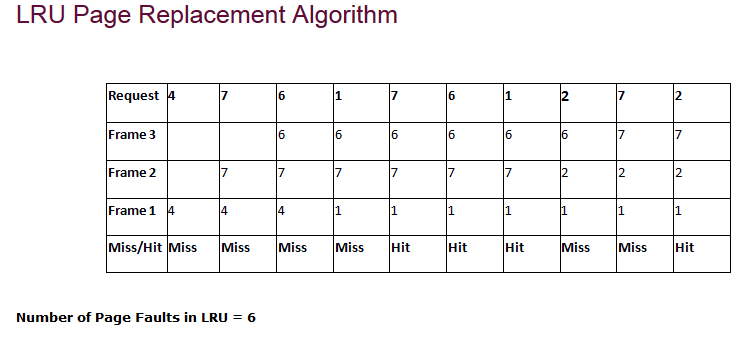 LRU Page Replacement Algorithm
Request 4 7 6 1 7 6 1 2 7 2
Frame 3 6 6 6 6 6 6 7 7
Frame 2 7 7 7 7 7 7 2 2 2
Frame 1 4 4 4 1 1 1 1 1 1 1
Miss/Hit Miss Miss Miss Miss Hit Hit Hit Miss Miss Hit
Number of Page Faults in LRU = 6